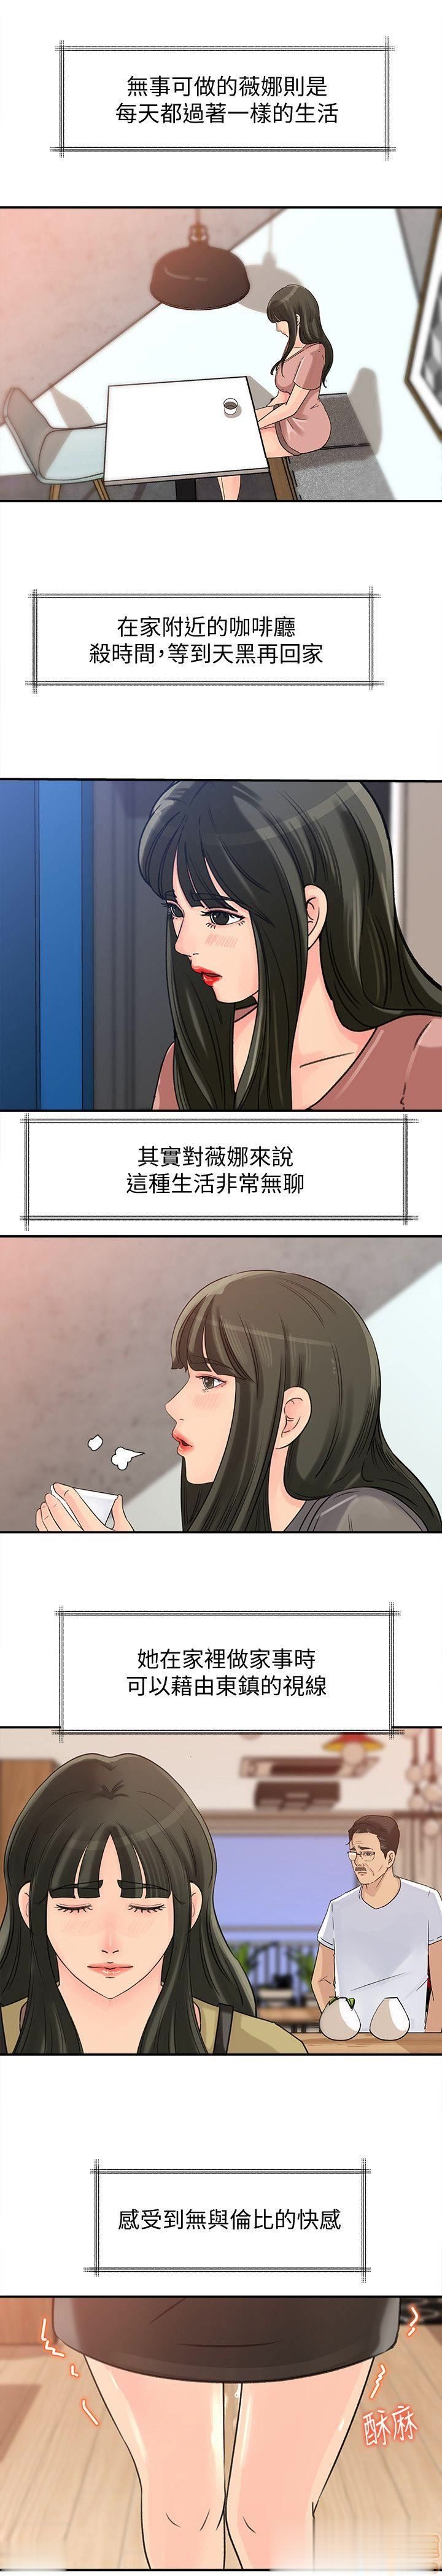 無事可做的薇娜則是
每天都過著一樣的生活
在家附近的咖啡廳
殺時間，等到天黑再回家
其實對薇娜來說
這種生活非常無聊
她在家裡做家事時
可以藉由東鎮的視線
感受到無與倫比的快感
酥麻